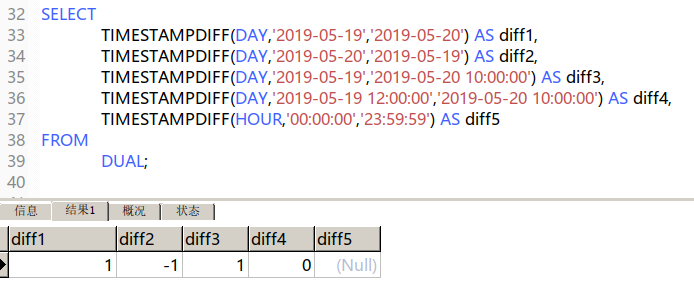 32 SELECT
33 TIMESTAMPDIFF(DAY,'2019-05-19','2019-05-20') AS diff1,
34 TIMESTAMPDIFF(DAY,'2019-05-20','2019-05-19') AS diff2,
35 TIMESTAMPDIFF(DAY,'2019-05-19','2019-05-20 10:00:00') AS diff3,
36 TIMESTAMPDIFF(DAY,'2019-05-19 12:00:00','2019-05-20 10:00:00') AS diff4,
37 TIMESTAMPDIFF(HOUR,'00:00:00','23:59:59') AS diff5
38 FROM
39 DUAL;
40
信息 结果1 概况 状态
diff1 diff2 diff3 diff4 diff5
1 -1 1 0 (Null)